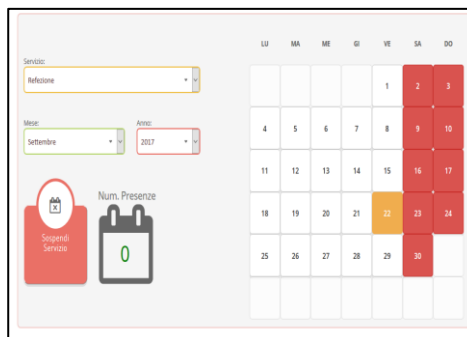 Servizio:
Refezione
Mese:
Anno:
Settembre
2017
Sospendi
Servizio
Num. Presenze
0
LU MA ME GI VE SA DO
1 2 3
4 5 6 7 8 9 10
11 12 13 14 15 16 17
18 19 20 21 22 23 24
25 26 27 28 29 30